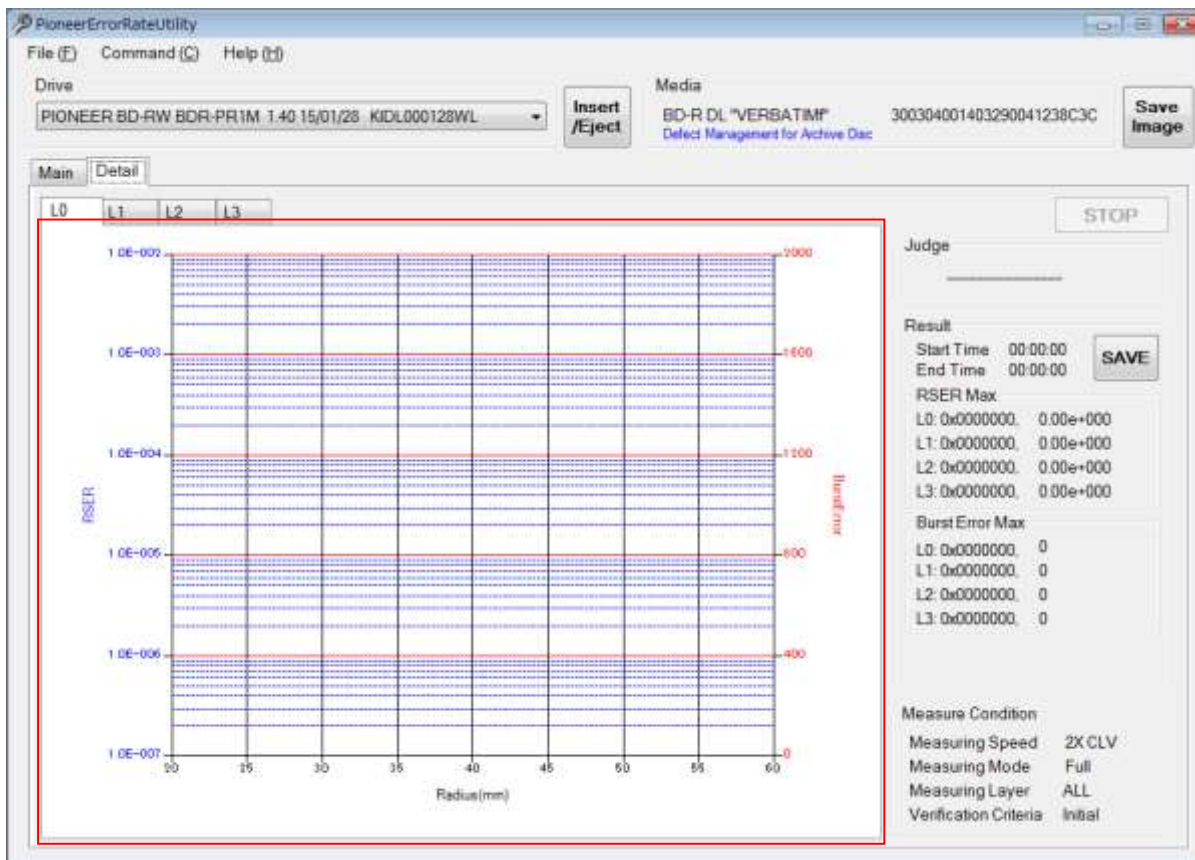 PioneerErrorRateUtility
File (F) Command (C) Help (H)
Drive
PIONEER BD-RW BDR-PR1M 1.40 15/01/28 KIDL000128WL
Insert
/Eject
Media
BD-R DL "VERBATIMf" 300304001403290041238C3C
Defect Management for Archive Disc
Save
Image
Main Detail
L0 L1 L2 L3
STOP
1.0E-002
1.0E-003
1.0E-004
1.0E-005
1.0E-006
1.0E-007
RSER
2000
1600
1200
800
400
0
BurstError
20 25 30 35 40 45 50 55 60
Radius(mm)
Judge
Result
Start Time 00:00:00
End Time 00:00:00
SAVE
RSER Max
L0: 0x0000000, 0.00e+000
L1: 0x0000000, 0.00e+000
L2: 0x0000000, 0.00e+000
L3: 0x0000000, 0.00e+000
Burst Error Max
L0: 0x0000000, 0
L1: 0x0000000, 0
L2: 0x0000000, 0
L3: 0x0000000, 0
Measure Condition
Measuring Speed 2X CLV
Measuring Mode Full
Measuring Layer ALL
Verification Criteria Initial